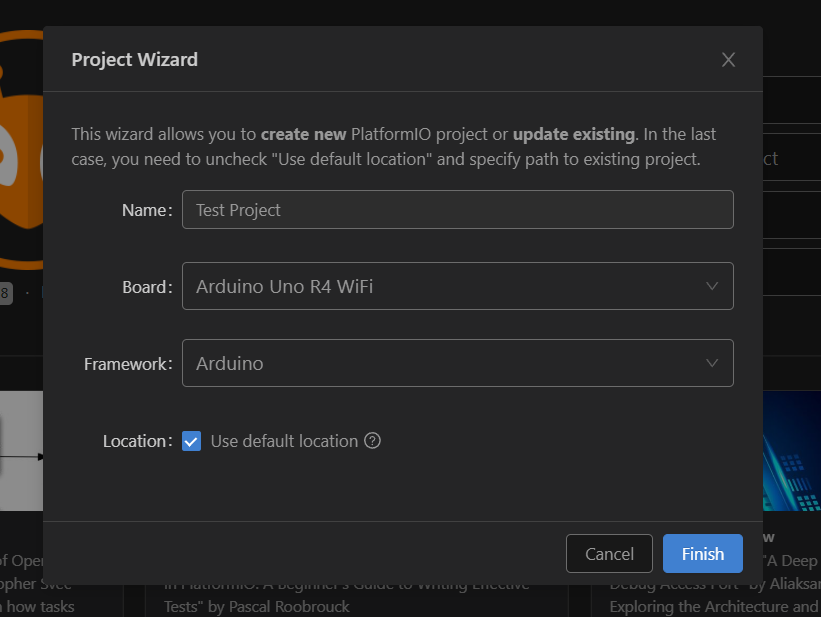 Project Wizard
This wizard allows you to create new PlatformIO project or update existing. In the last
case, you need to uncheck "Use default location" and specify path to existing project.
ct
Name:
Test Project
8
·
Board:
Arduino Uno R4 WiFi
Framework:
Arduino
Location:
Use default location ?
Cancel
Finish
w
of Open
"A Deep
opher Svec
in PlatformIO: A Beginner's Guide to Writing Effective
Debug Access Port" by Aliaksan
n how tasks
Tests" by Pascal Roobrouck
Exploring the Architecture and